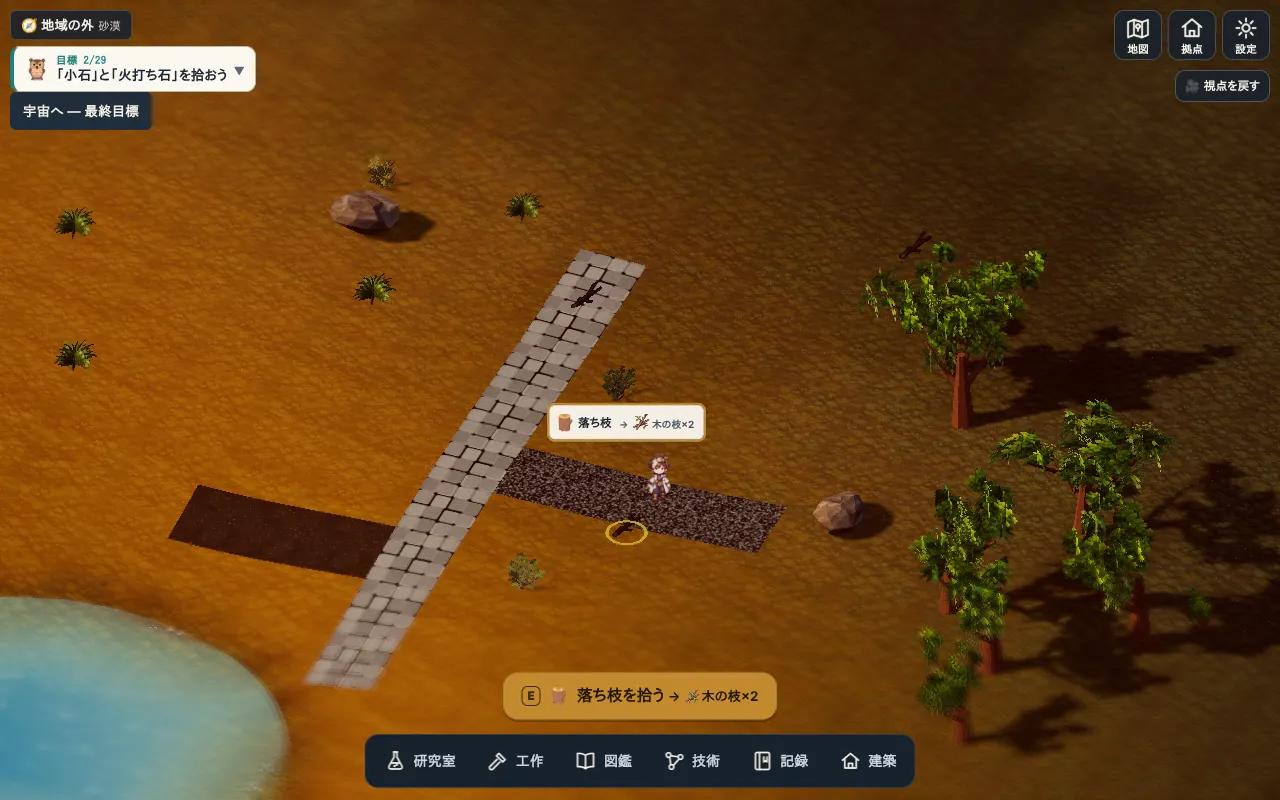 地域の外 砂漠
目標 2/29
「小石」と「火打ち石」を拾おう
宇宙へ — 最終目標
地図
拠点
設定
視点を戻す
落ち枝 → 木の枝×2
E 落ち枝を拾う → 木の枝×2
研究室
工作
図鑑
技術
記録
建築